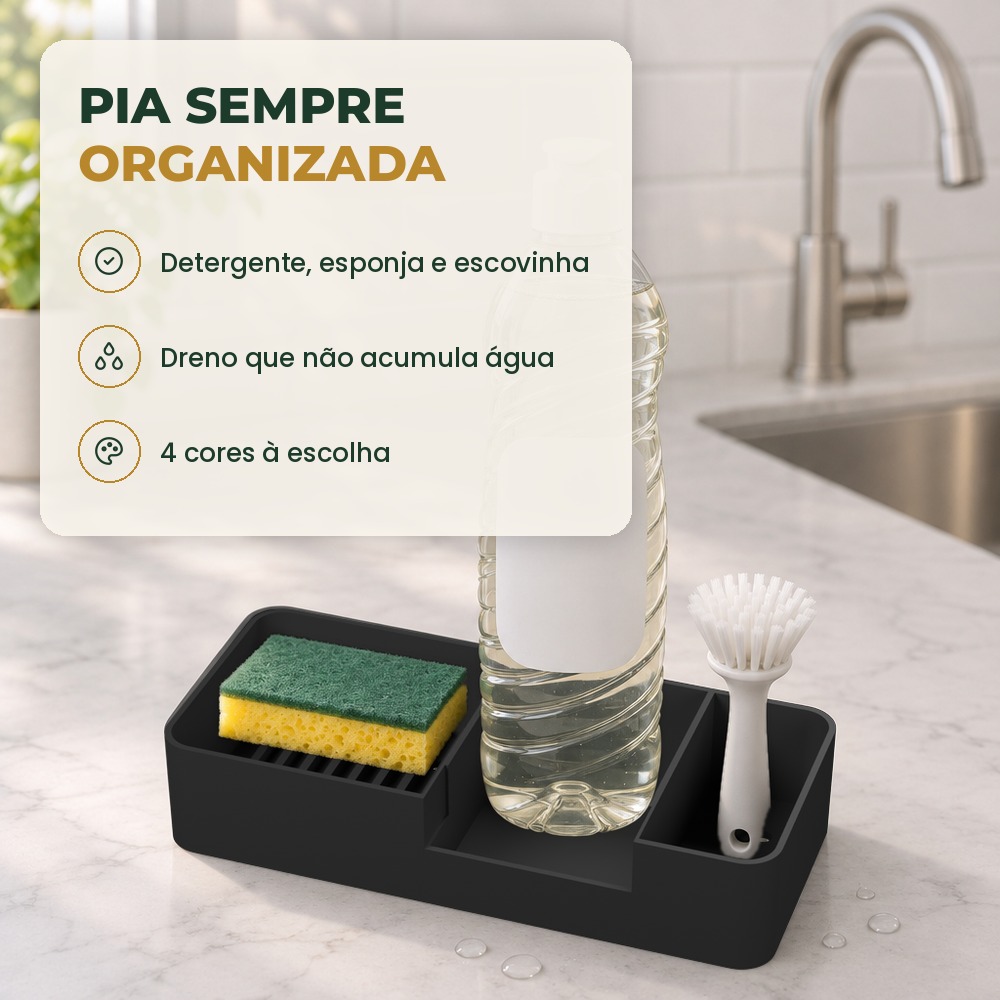 PIA SEMPRE
ORGANIZADA
Detergente, esponja e escovinha
Dreno que não acumula água
4 cores à escolha